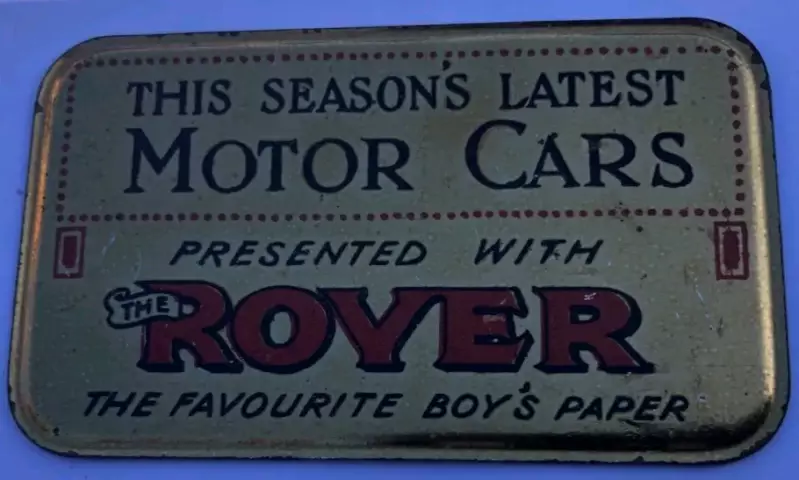 THIS SEASON'S LATEST
MOTOR CARS
PRESENTED WITH
THE ROVER
THE FAVOURITE BOY'S PAPER